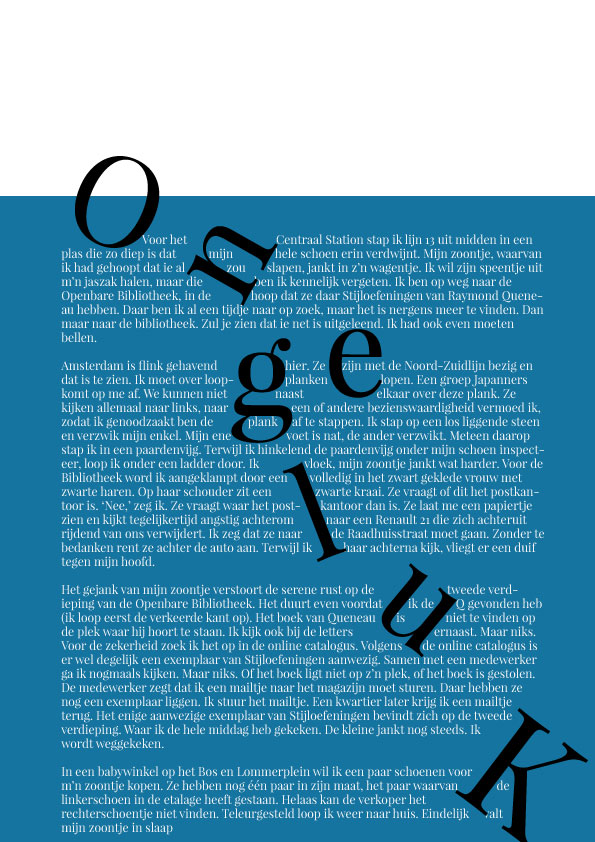 Ongeluk
Voor het Centraal Station stap ik lijn 13 uit midden in een
plas die zo diep is dat mijn hele schoen erin verdwijnt. Mijn zoontje, waarvan
ik had gehoopt dat ie al zou slapen, jankt in z’n wagentje. Ik wil zijn speentje uit
m’n jaszak halen, maar die ben ik kennelijk vergeten. Ik ben op weg naar de
Openbare Bibliotheek, in de hoop dat ze daar Stijloefeningen van Raymond Quene-
au hebben. Daar ben ik al een tijdje naar op zoek, maar het is nergens meer te vinden. Dan
maar naar de bibliotheek. Zul je zien dat ie net is uitgeleend. Ik had ook even moeten
bellen.
Amsterdam is flink gehavend hier. Ze zijn met de Noord-Zuidlijn bezig en
dat is te zien. Ik moet over loop- planken lopen. Een groep Japanners
komt op me af. We kunnen niet naast elkaar over deze plank. Ze
kijken allemaal naar links, naar een of andere bezienswaardigheid vermoed ik,
zodat ik genoodzaakt ben de plank af te stappen. Ik stap op een los liggende steen
en verzwik mijn enkel. Mijn ene voet is nat, de ander verzwikt. Meteen daarop
stap ik in een paardenvijg. Terwijl ik hinkelend de paardenvijg onder mijn schoen inspect-
eer, loop ik onder een ladder door. Ik vloek, mijn zoontje jankt wat harder. Voor de
Bibliotheek word ik aangeklampt door een volledig in het zwart geklede vrouw met
zwarte haren. Op haar schouder zit een zwarte kraai. Ze vraagt of dit het postkan-
toor is. ‘Nee,’ zeg ik. Ze vraagt waar het post- kantoor dan is. Ze laat me een papiertje
zien en kijkt tegelijkertijd angstig achterom naar een Renault 21 die zich achteruit
rijdend van ons verwijdert. Ik zeg dat ze naar de Raadhuisstraat moet gaan. Zonder te
bedanken rent ze achter de auto aan. Terwijl ik haar achterna kijk, vliegt er een duif
tegen mijn hoofd.
Het gejank van mijn zoontje verstoort de serene rust op de tweede verd-
ieping van de Openbare Bibliotheek. Het duurt even voordat ik de Q gevonden heb
(ik loop eerst de verkeerde kant op). Het boek van Queneau is niet te vinden op
de plek waar hij hoort te staan. Ik kijk ook bij de letters ernaast. Maar niks.
Voor de zekerheid zoek ik het op in de online catalogus. Volgens de online catalogus is
er wel degelijk een exemplaar van Stijloefeningen aanwezig. Samen met een medewerker
ga ik nogmaals kijken. Maar niks. Of het boek ligt niet op z’n plek, of het boek is gestolen.
De medewerker zegt dat ik een mailtje naar het magazijn moet sturen. Daar hebben ze
nog een exemplaar liggen. Ik stuur het mailtje. Een kwartier later krijg ik een mailtje
terug. Het enige aanwezige exemplaar van Stijloefeningen bevindt zich op de tweede
verdieping. Waar ik de hele middag heb gekeken. De kleine jankt nog steeds. Ik
wordt weggekeken.
In een babywinkel op het Bos en Lommerplein wil ik een paar schoenen voor
m’n zoontje kopen. Ze hebben nog één paar in zijn maat, het paar waarvan de
linkerschoen in de etalage heeft gestaan. Helaas kan de verkoper het
rechterschoentje niet vinden. Teleurgesteld loop ik weer naar huis. Eindelijk valt
mijn zoontje in slaap